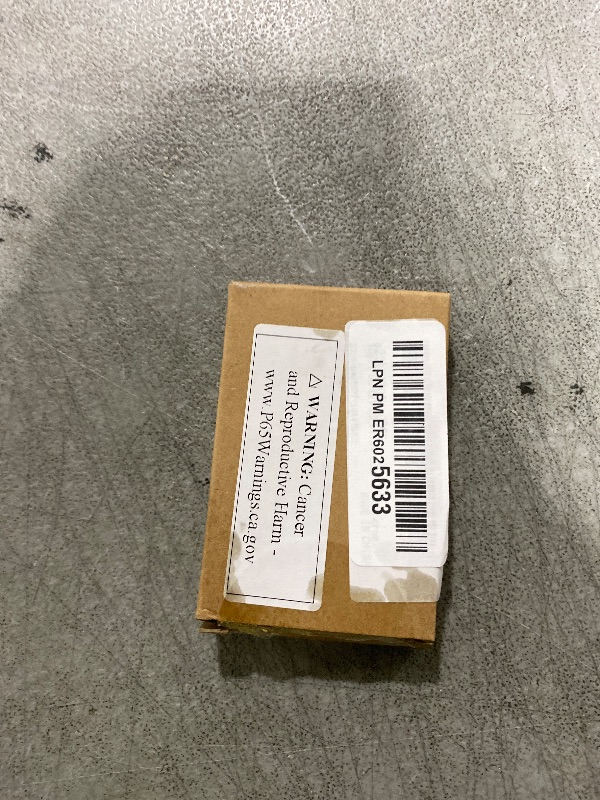 ⚠ WARNING: Cancer
and Reproductive Harm -
www.P65Warnings.ca.gov
LPN PM ER6025633